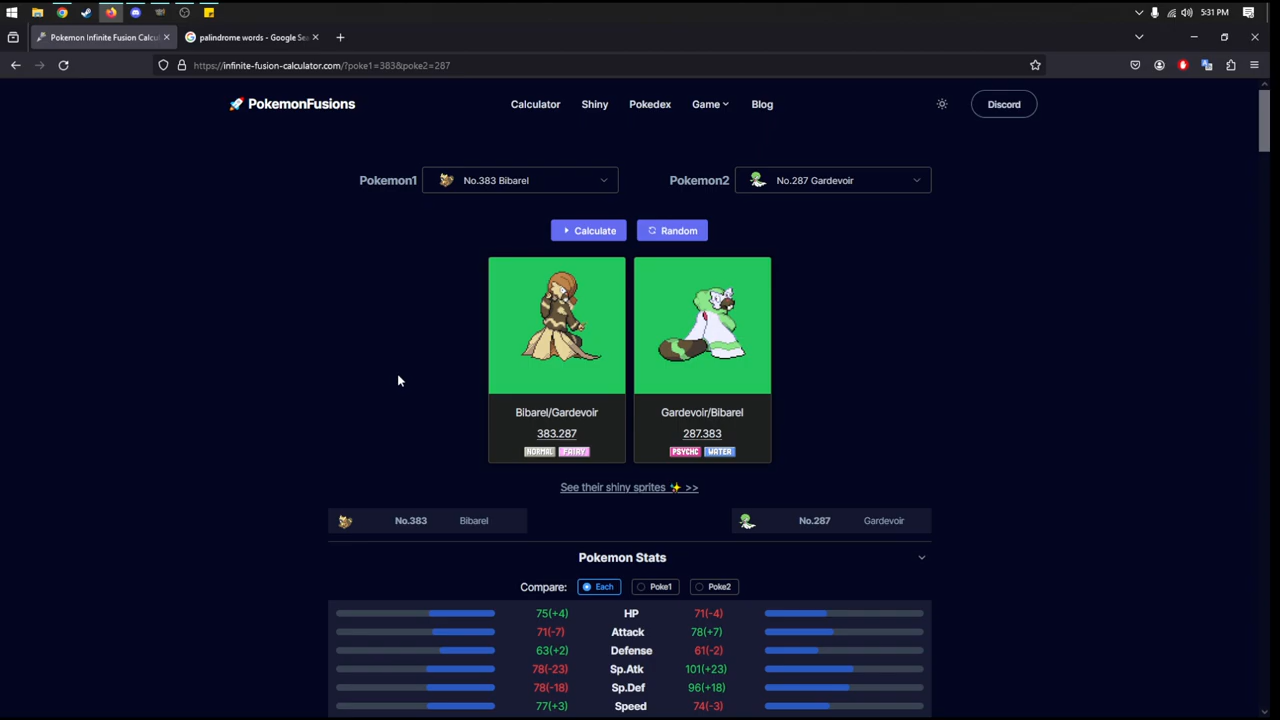 5:31 PM
Pokemon Infinite Fusion Calcul
palindrome words - Google Se
https://infinite-fusion-calculator.com/?poke1=383&poke2=287
PokemonFusions
Calculator
Shiny
Pokedex
Game
Blog
Discord
Pokemon1
No.383 Bibarel
Pokemon2
No.287 Gardevoir
Calculate
Random
Bibarel/Gardevoir
383.287
NORMAL FAIRY
Gardevoir/Bibarel
287.383
PSYCHC WATER
See their shiny sprites ✨ >>
No.383 Bibarel
No.287 Gardevoir
Pokemon Stats
Compare: Each Poke1 Poke2
75(+4) HP 71(-4)
71(-7) Attack 78(+7)
63(+2) Defense 61(-2)
78(-23) Sp.Atk 101(+23)
78(-18) Sp.Def 96(+18)
77(+3) Speed 74(-3)